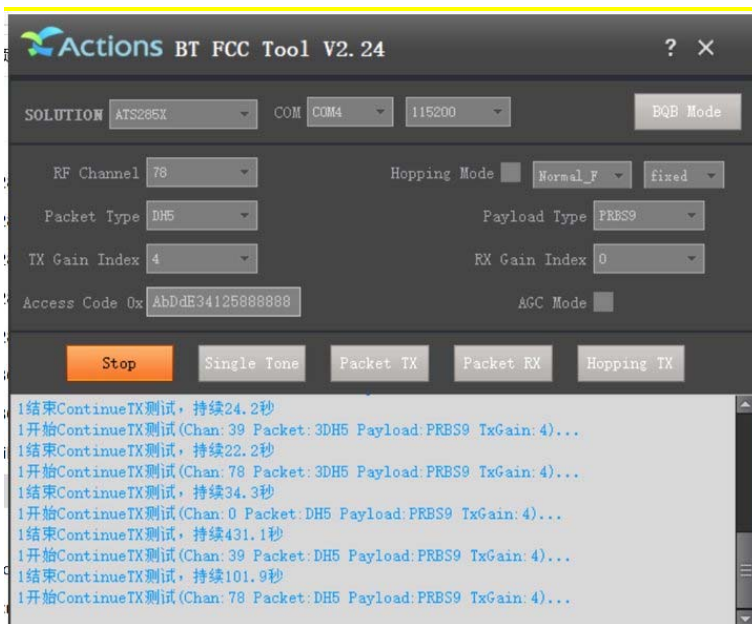 Actions BT FCC Tool V2.24 ? ×
SOLUTION ATS285X COM COM4 115200 BQB Mode
RF Channel 78 Hopping Mode Normal_F fixed
Packet Type DH5 Payload Type PRBS9
TX Gain Index 4 RX Gain Index 0
Access Code 0x AbDdE34125888888 AGC Mode
Stop Single Tone Packet TX Packet RX Hopping TX
1结束ContinueTX测试，持续24.2秒
1开始ContinueTX测试(Chan:39 Packet:3DH5 Payload:PRBS9 TxGain:4)...
1结束ContinueTX测试，持续22.2秒
1开始ContinueTX测试(Chan:78 Packet:3DH5 Payload:PRBS9 TxGain:4)...
1结束ContinueTX测试，持续34.3秒
1开始ContinueTX测试(Chan:0 Packet:DH5 Payload:PRBS9 TxGain:4)...
1结束ContinueTX测试，持续431.1秒
1开始ContinueTX测试(Chan:39 Packet:DH5 Payload:PRBS9 TxGain:4)...
1结束ContinueTX测试，持续101.9秒
1开始ContinueTX测试(Chan:78 Packet:DH5 Payload:PRBS9 TxGain:4)...